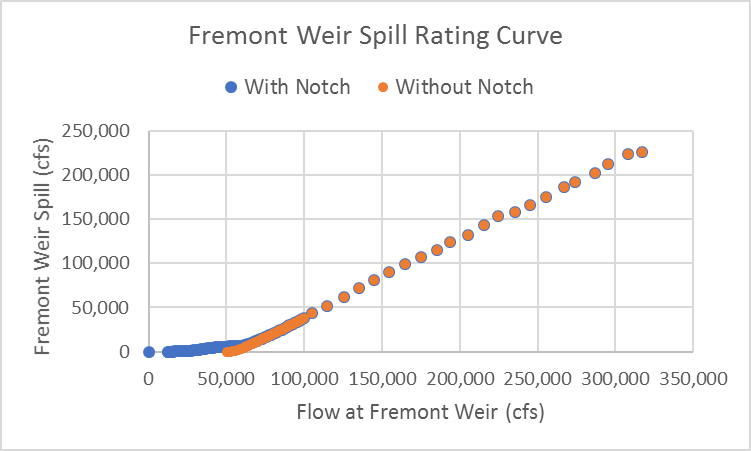 Fremont Weir Spill Rating Curve
With Notch Without Notch
250,000
200,000
150,000
100,000
50,000
0
Fremont Weir Spill (cfs)
0 50,000 100,000 150,000 200,000 250,000 300,000 350,000
Flow at Fremont Weir (cfs)